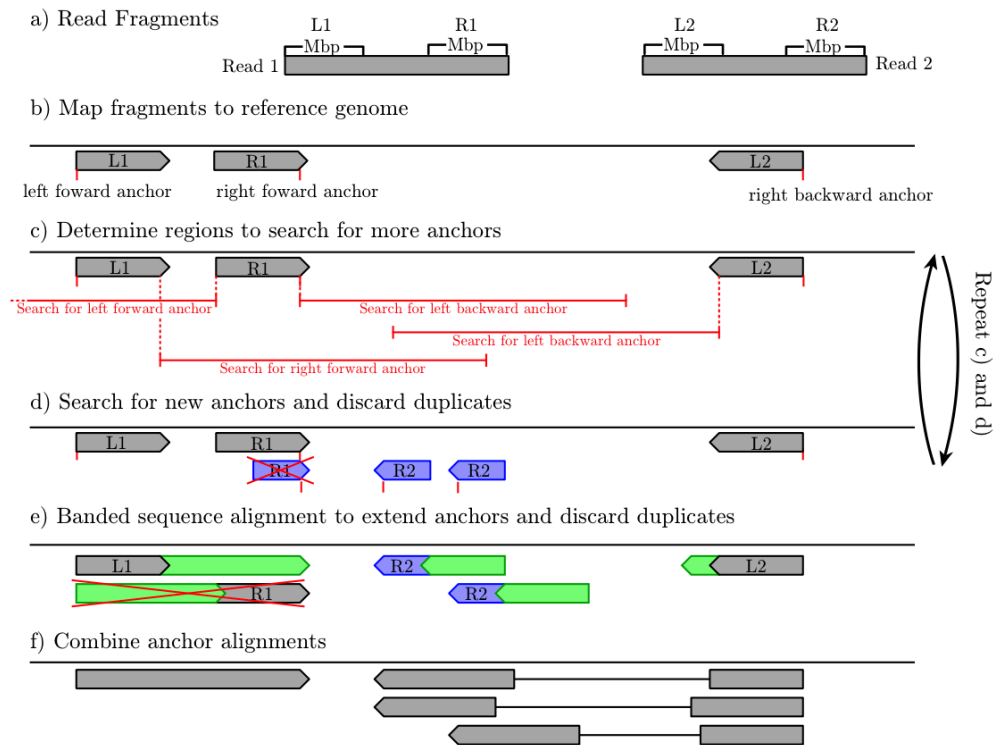 a) Read Fragments
L1 R1 L2 R2
Mbp Mbp Mbp Mbp
Read 1 Read 2
b) Map fragments to reference genome
L1 R1 L2
left foward anchor right foward anchor right backward anchor
c) Determine regions to search for more anchors
L1 R1 L2
Search for left forward anchor Search for left backward anchor
Search for left backward anchor
Search for right forward anchor
Repeat c) and d)
d) Search for new anchors and discard duplicates
L1 R1 L2
R1 R2 R2
e) Banded sequence alignment to extend anchors and discard duplicates
L1 R2 L2
R1 R2
f) Combine anchor alignments